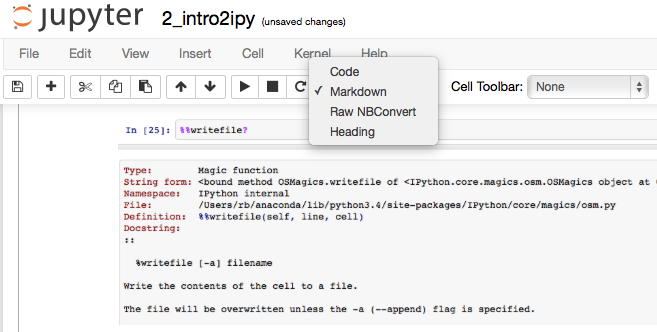 jupyter 2_intro2ipy (unsaved changes)
File Edit View Insert Cell Kernel Help
Code
Markdown
Raw NBConvert
Heading
Cell Toolbar: None
In [25]: %%writefile?
Type: Magic function
String form: <bound method OSMagics.writefile of <IPython.core.magics.osm.OSMagics object at
Namespace: IPython internal
File: /Users/rb/anaconda/lib/python3.4/site-packages/IPython/core/magics/osm.py
Definition: %%writefile(self, line, cell)
Docstring:
::
%writefile [-a] filename
Write the contents of the cell to a file.
The file will be overwritten unless the -a (--append) flag is specified.